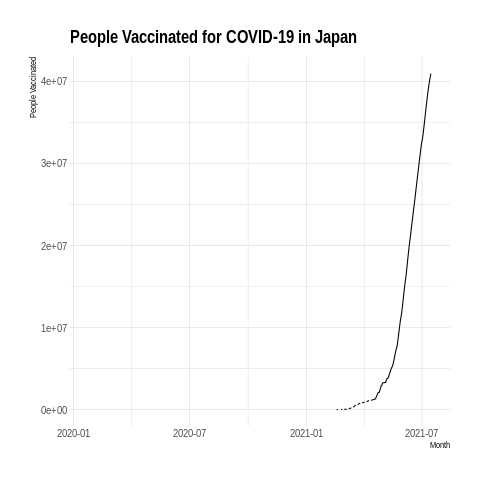 People Vaccinated for COVID-19 in Japan
People Vaccinated
4e+07
3e+07
2e+07
1e+07
0e+00
2020-01 2020-07 2021-01 2021-07
Month